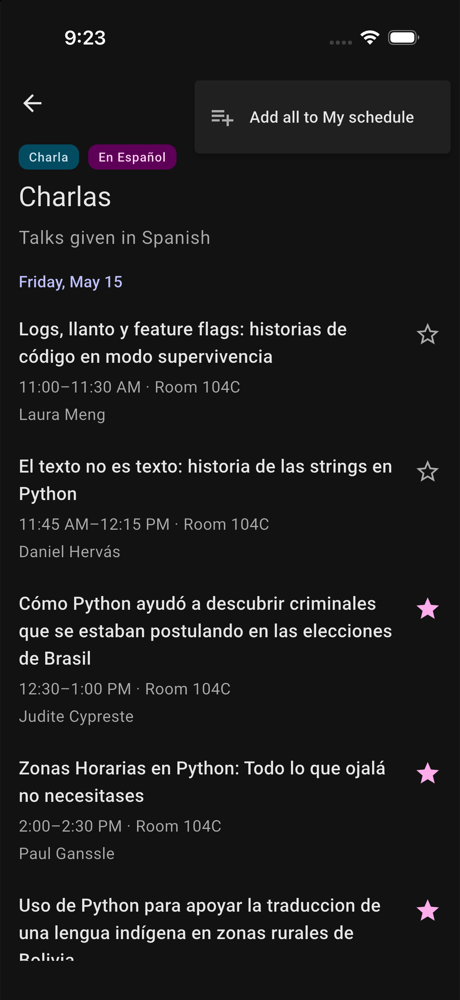 9:23
Add all to My schedule
Charla
En Español
Charlas
Talks given in Spanish
Friday, May 15
Logs, llanto y feature flags: historias de
código en modo supervivencia
11:00–11:30 AM · Room 104C
Laura Meng
El texto no es texto: historia de las strings en
Python
11:45 AM–12:15 PM · Room 104C
Daniel Hervás
Cómo Python ayudó a descubrir criminales
que se estaban postulando en las elecciones
de Brasil
12:30–1:00 PM · Room 104C
Judite Cypreste
Zonas Horarias en Python: Todo lo que ojalá
no necesitases
2:00–2:30 PM · Room 104C
Paul Ganssle
Uso de Python para apoyar la traduccion de
una lengua indígena en zonas rurales de
Bolivia